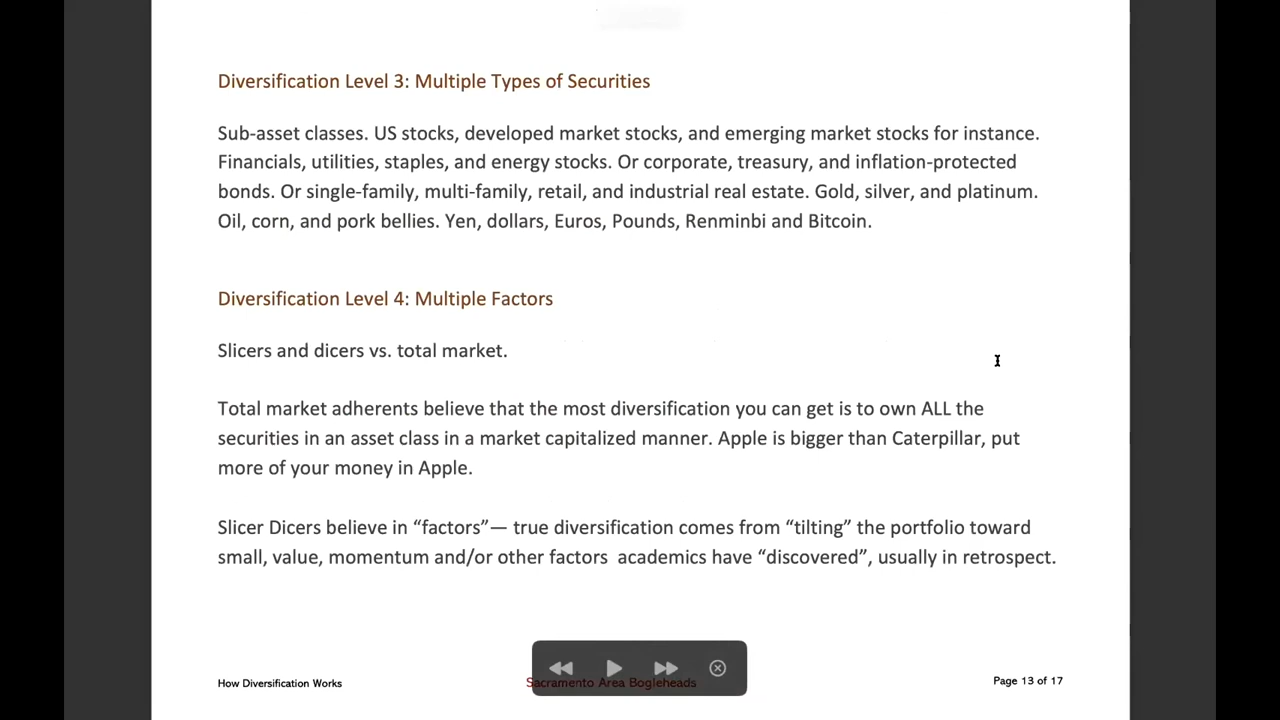 Diversification Level 3: Multiple Types of Securities
Sub-asset classes. US stocks, developed market stocks, and emerging market stocks for instance.
Financials, utilities, staples, and energy stocks. Or corporate, treasury, and inflation-protected
bonds. Or single-family, multi-family, retail, and industrial real estate. Gold, silver, and platinum.
Oil, corn, and pork bellies. Yen, dollars, Euros, Pounds, Renminbi and Bitcoin.
Diversification Level 4: Multiple Factors
Slicers and dicers vs. total market.
Total market adherents believe that the most diversification you can get is to own ALL the
securities in an asset class in a market capitalized manner. Apple is bigger than Caterpillar, put
more of your money in Apple.
Slicer Dicers believe in “factors”— true diversification comes from “tilting” the portfolio toward
small, value, momentum and/or other factors  academics have “discovered”, usually in retrospect.
How Diversification Works
Sacramento Area Bogleheads
Page 13 of 17